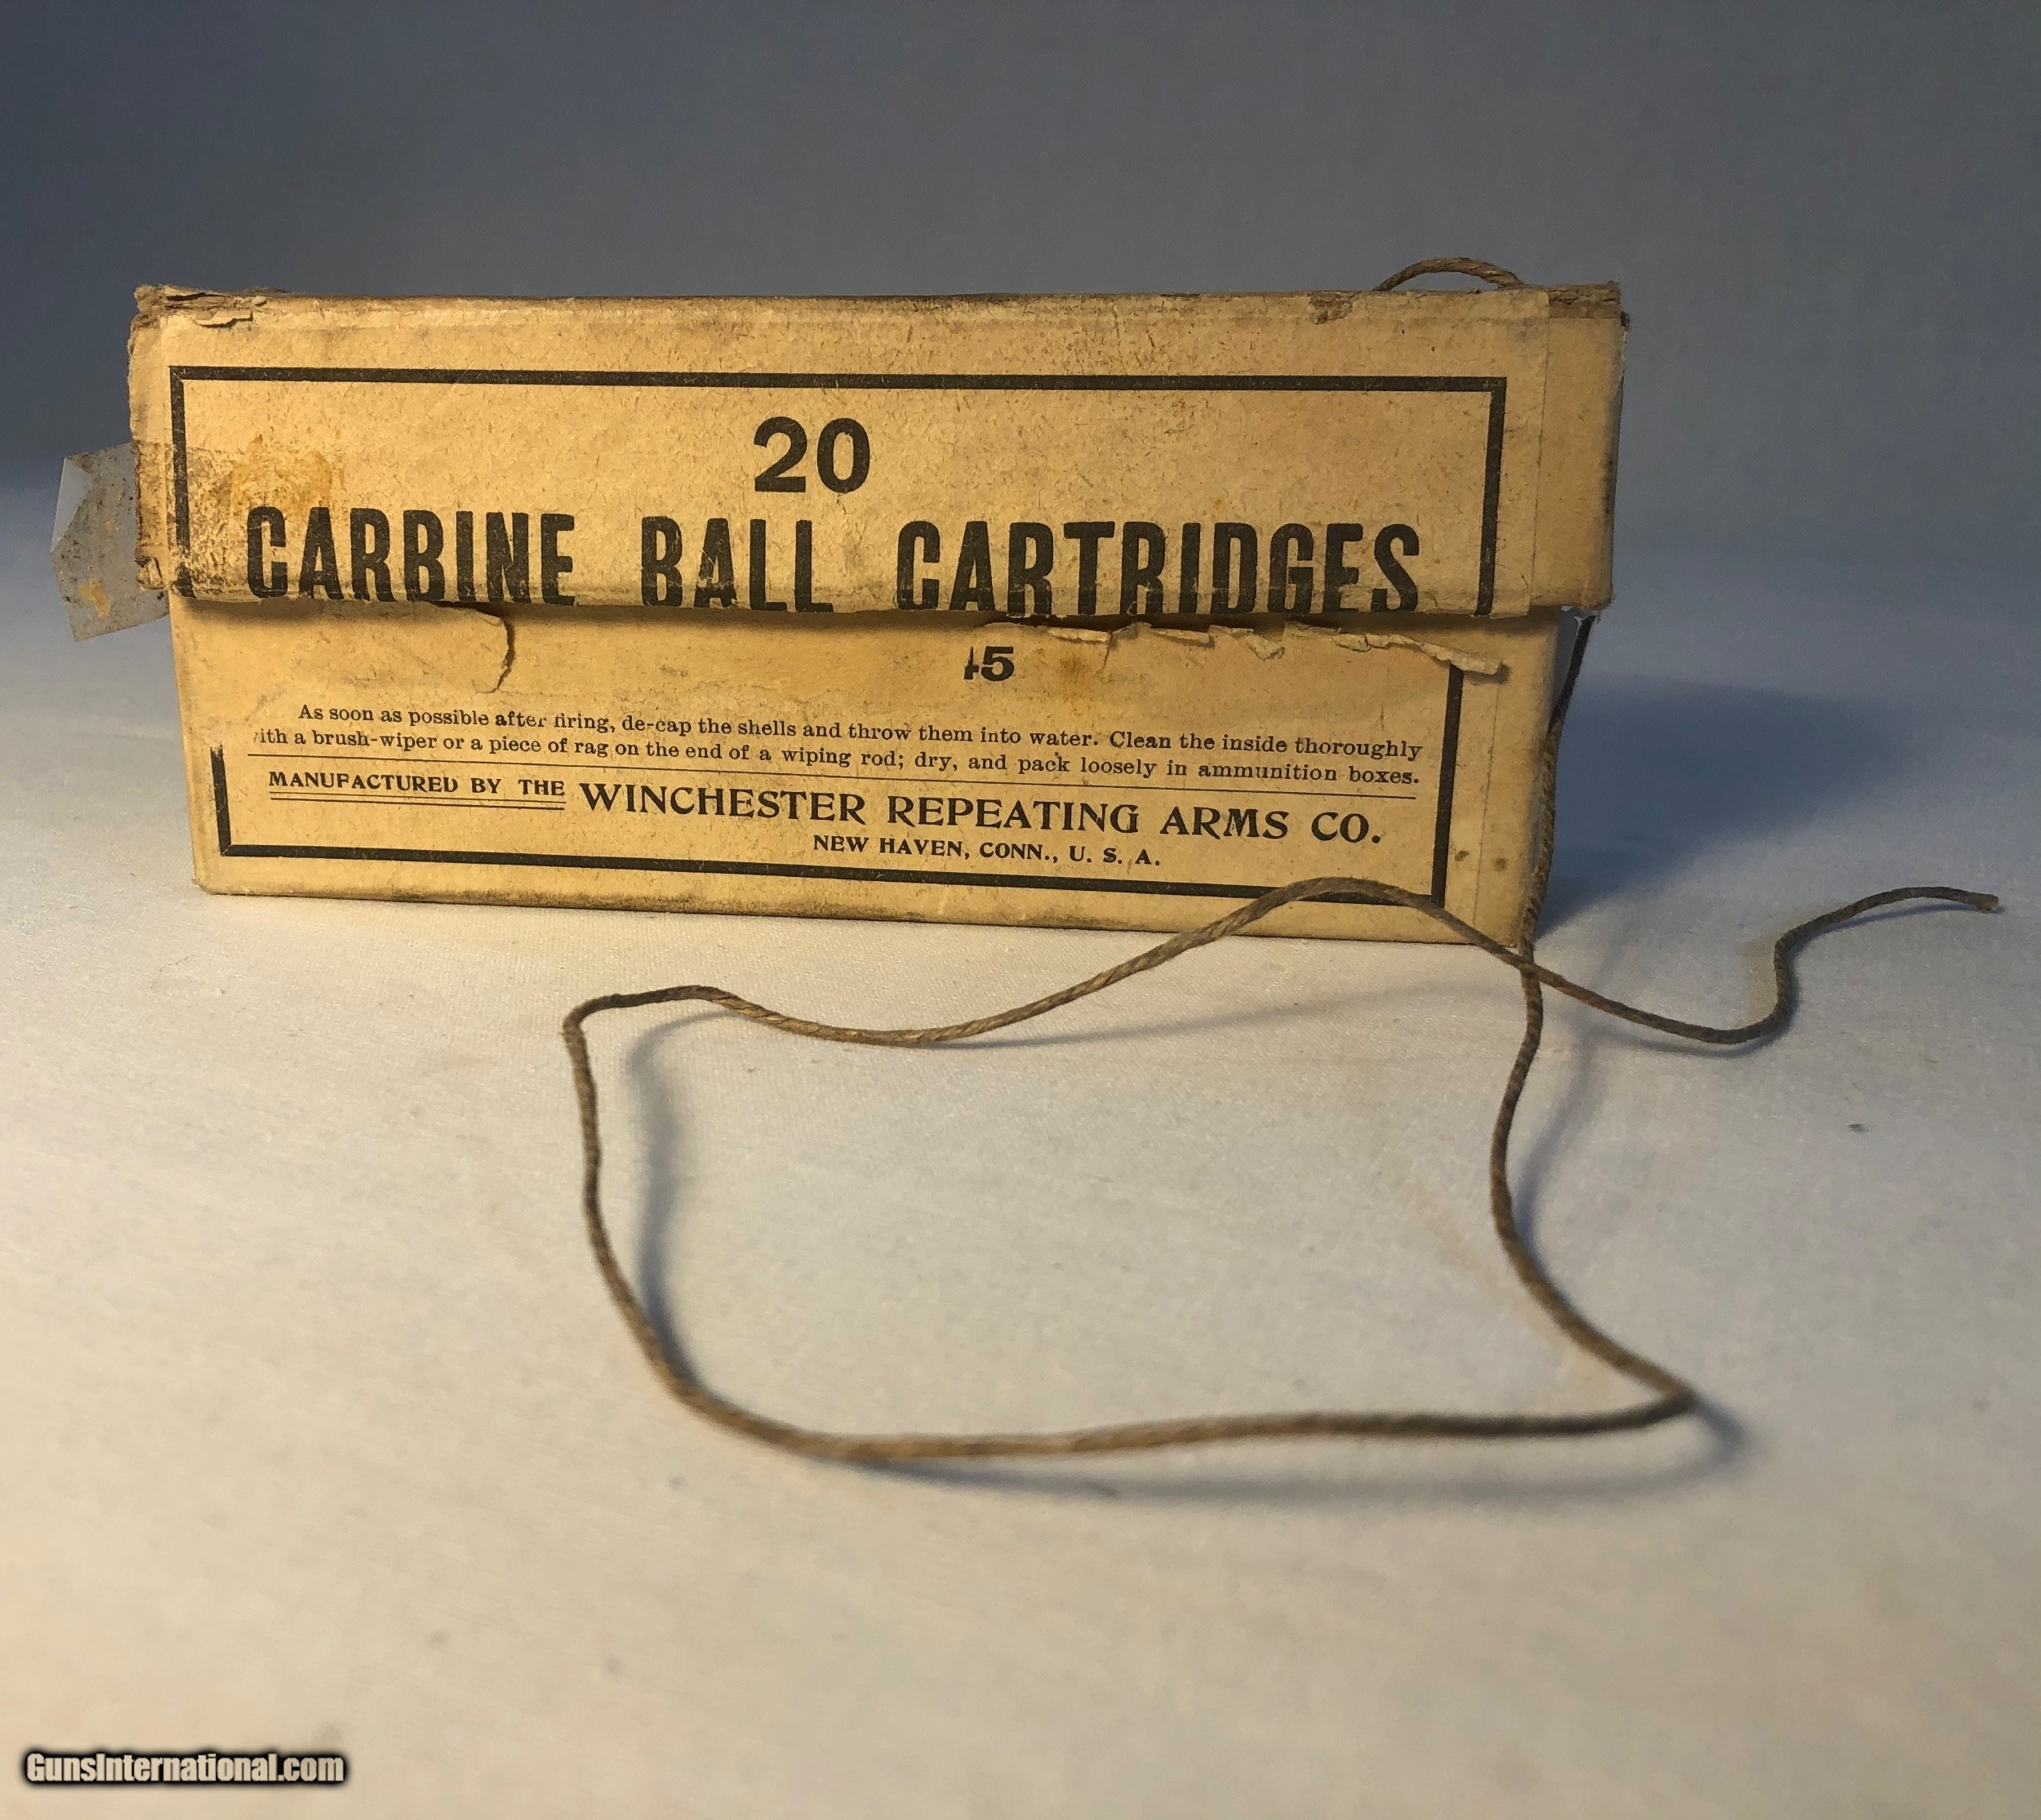 20
CARBINE BALL CARTRIDGES
45
As soon as possible after firing, de-cap the shells and throw them into water. Clean the inside thoroughly
with a brush-wiper or a piece of rag on the end of a wiping rod; dry, and pack loosely in ammunition boxes.
MANUFACTURED BY THE WINCHESTER REPEATING ARMS CO.
NEW HAVEN, CONN., U. S. A.
GunsInternational.com